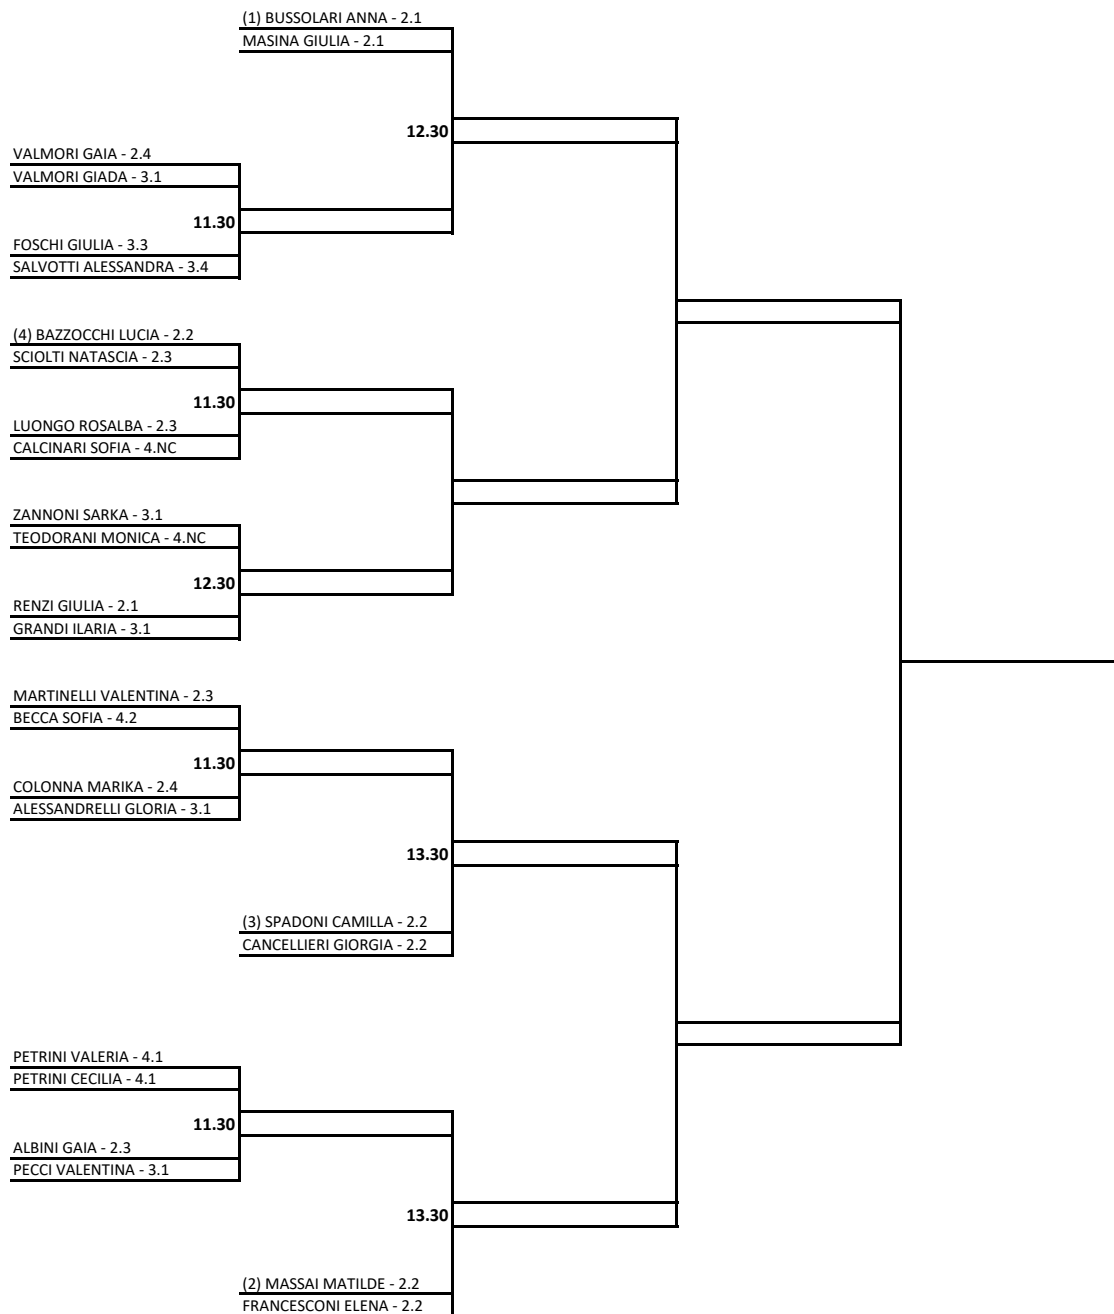 (1) BUSSOLARI ANNA - 2.1
MASINA GIULIA - 2.1
12.30
VALMORI GAIA - 2.4
VALMORI GIADA - 3.1
11.30
FOSCHI GIULIA - 3.3
SALVOTTI ALESSANDRA - 3.4
(4) BAZZOCCHI LUCIA - 2.2
SCIOLTI NATASCIA - 2.3
11.30
LUONGO ROSALBA - 2.3
CALCINARI SOFIA - 4.NC
ZANNONI SARKA - 3.1
TEODORANI MONICA - 4.NC
12.30
RENZI GIULIA - 2.1
GRANDI ILARIA - 3.1
MARTINELLI VALENTINA - 2.3
BECCA SOFIA - 4.2
11.30
COLONNA MARIKA - 2.4
ALESSANDRELLI GLORIA - 3.1
13.30
(3) SPADONI CAMILLA - 2.2
CANCELLIERI GIORGIA - 2.2
PETRINI VALERIA - 4.1
PETRINI CECILIA - 4.1
11.30
ALBINI GAIA - 2.3
PECCI VALENTINA - 3.1
13.30
(2) MASSAI MATILDE - 2.2
FRANCESCONI ELENA - 2.2